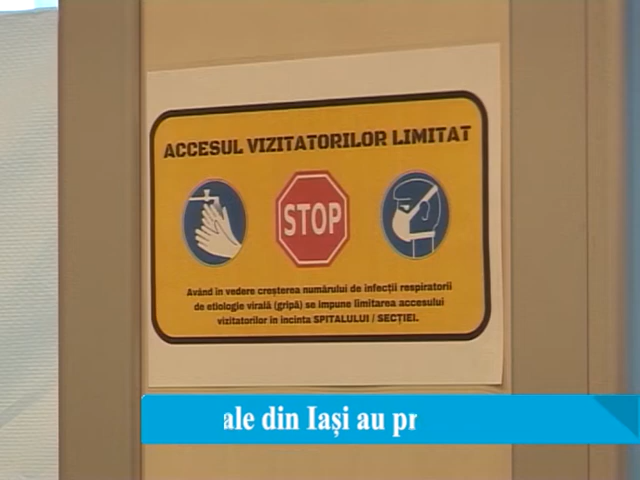 ACCESUL VIZITATORILOR LIMITAT
STOP
Având în vedere creșterea numărului de infecții respiratorii
de etiologie virală (gripă) se impune limitarea accesului
vizitatorilor în incinta SPITALULUI / SECȚIEI.
ale din Iași au pr